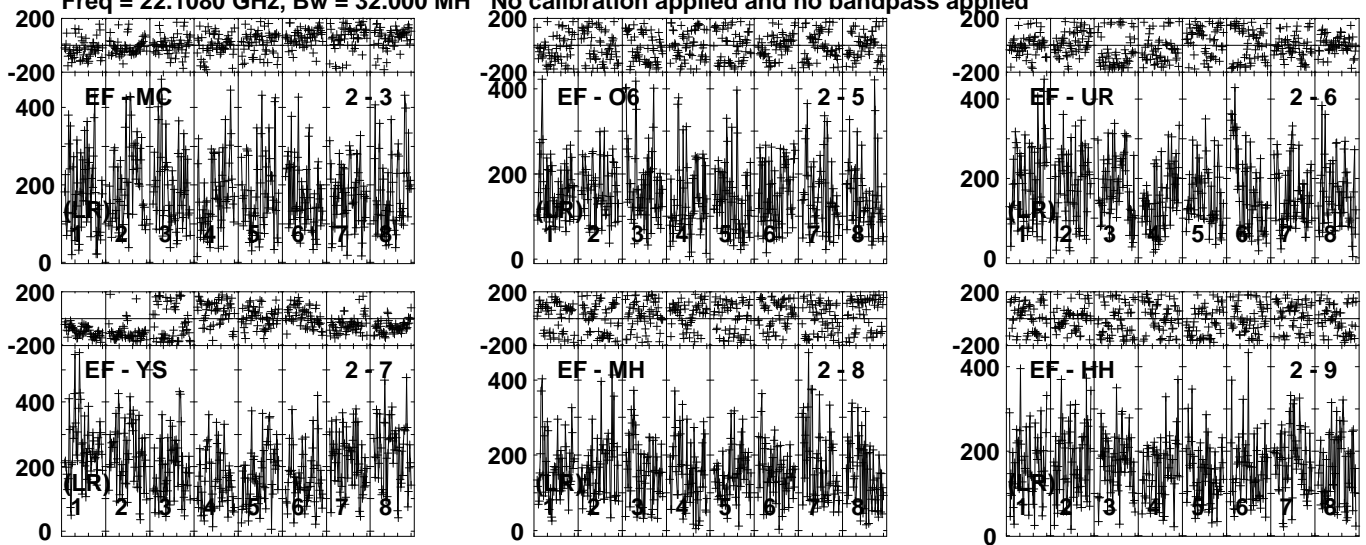 Freq = 22.1080 GHz, Bw = 32.000 MH No calibration applied and no bandpass applied
200
-200
EF - MC 2 - 3
400
200
(LR)
1 2 3 4 5 6 7 8
0
200
-200
EF - O6 2 - 5
400
200
(LR)
1 2 3 4 5 6 7 8
0
200
-200
EF - UR 2 - 6
400
200
(LR)
1 2 3 4 5 6 7 8
0
200
-200
EF - YS 2 - 7
400
200
(LR)
1 2 3 4 5 6 7 8
0
200
-200
EF - MH 2 - 8
400
200
(LR)
1 2 3 4 5 6 7 8
0
200
-200
EF - HH 2 - 9
400
200
(LR)
1 2 3 4 5 6 7 8
0